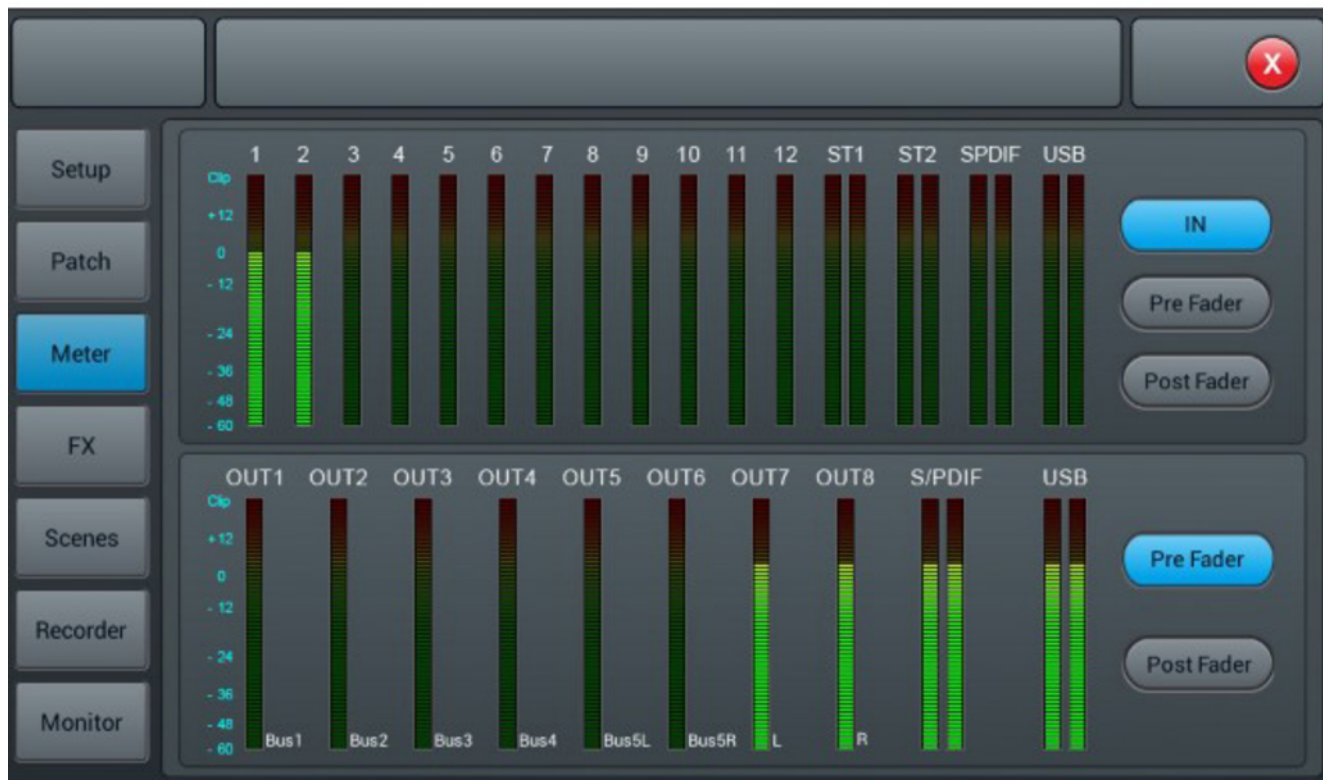 X
Setup
Patch
Meter
FX
Scenes
Recorder
Monitor
1 2 3 4 5 6 7 8 9 10 11 12 ST1 ST2 SPDIF USB
Clip
+12
0
- 12
- 24
- 36
- 48
- 60
IN
Pre Fader
Post Fader
OUT1 OUT2 OUT3 OUT4 OUT5 OUT6 OUT7 OUT8 S/PDIF USB
Clip
+12
0
- 12
- 24
- 36
- 48
- 60
Bus1 Bus2 Bus3 Bus4 Bus5L Bus5R L R
Pre Fader
Post Fader